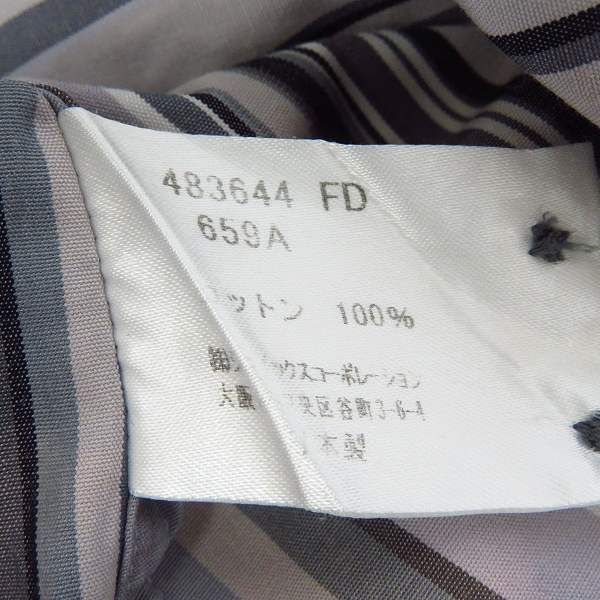 483644 FD
659A
ットン 100%
ックスコーポレーション
大阪 区谷町3-6-4
本製